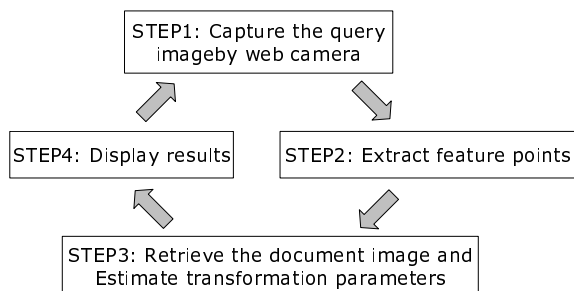 STEP1: Capture the query
imageby web camera
STEP4: Display results
STEP2: Extract feature points
STEP3: Retrieve the document image and
Estimate transformation parameters